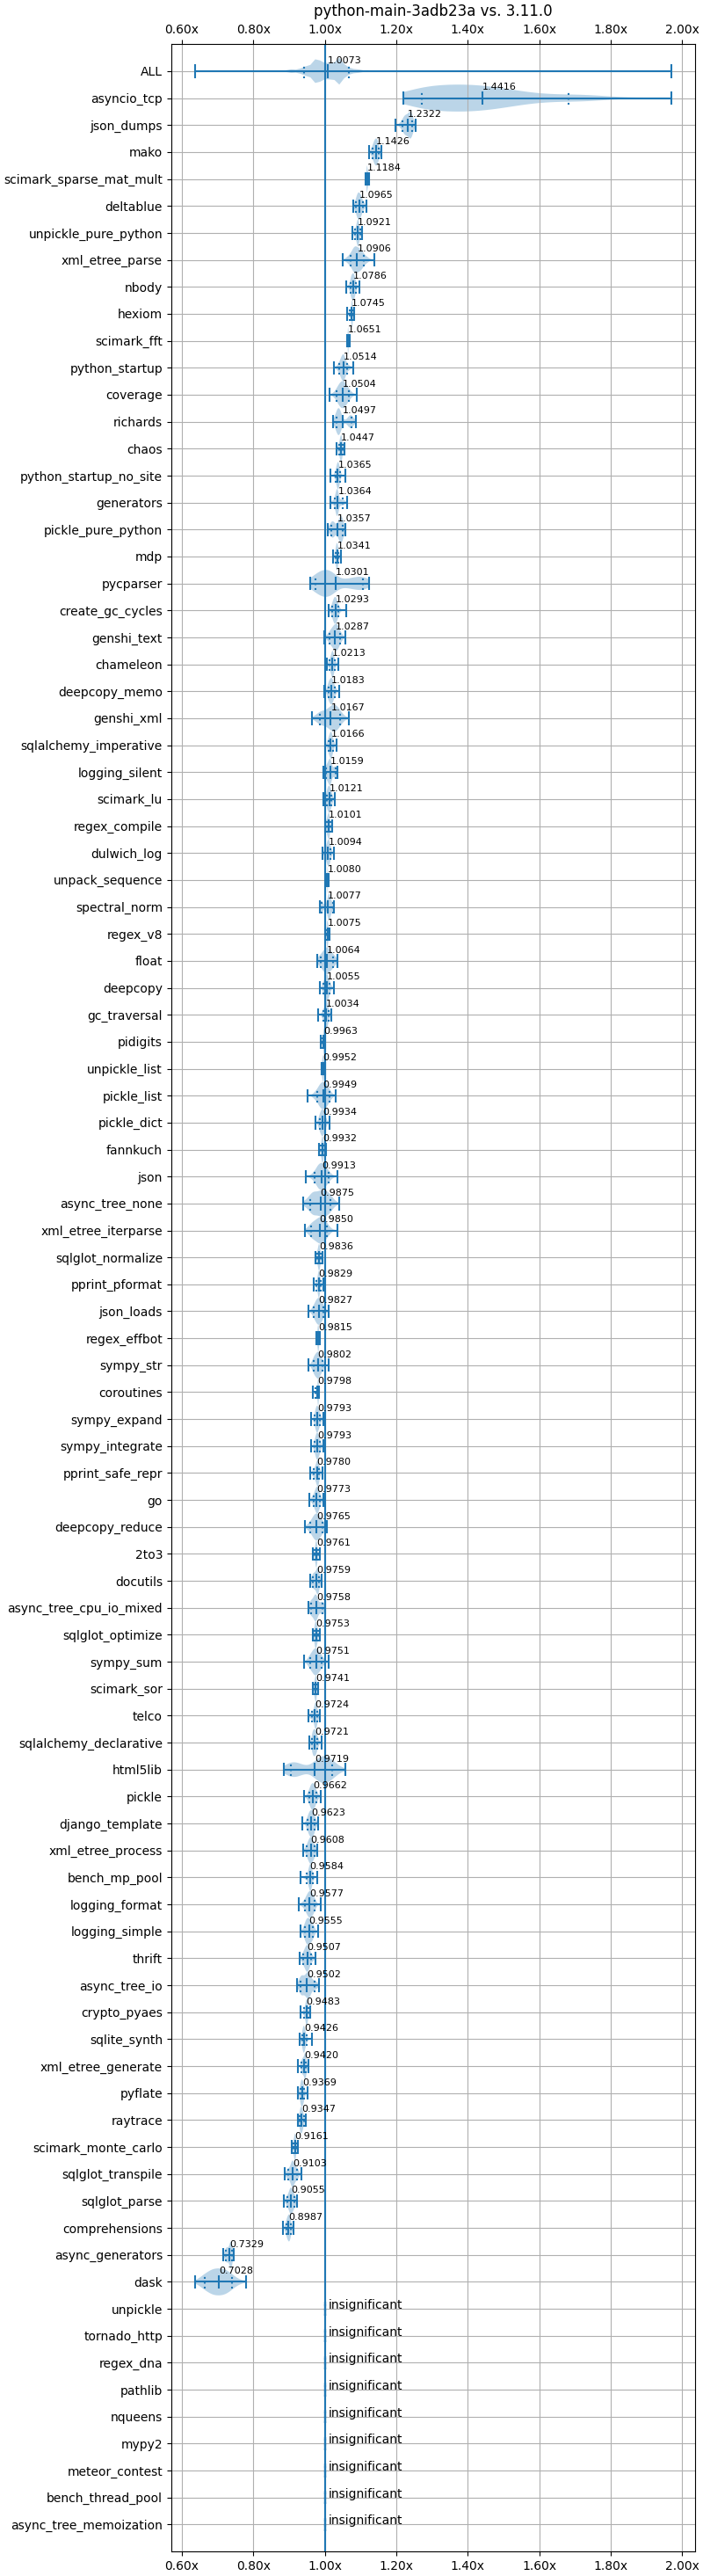 python-main-3adb23a vs. 3.11.0
0.60x 0.80x 1.00x 1.20x 1.40x 1.60x 1.80x 2.00x
ALL 1.0073
asyncio_tcp 1.4416
json_dumps 1.2322
mako 1.1426
scimark_sparse_mat_mult 1.1184
deltablue 1.0965
unpickle_pure_python 1.0921
xml_etree_parse 1.0906
nbody 1.0786
hexiom 1.0745
scimark_fft 1.0651
python_startup 1.0514
coverage 1.0504
richards 1.0497
chaos 1.0447
python_startup_no_site 1.0365
generators 1.0364
pickle_pure_python 1.0357
mdp 1.0341
pycparser 1.0301
create_gc_cycles 1.0293
genshi_text 1.0287
chameleon 1.0213
deepcopy_memo 1.0183
genshi_xml 1.0167
sqlalchemy_imperative 1.0166
logging_silent 1.0159
scimark_lu 1.0121
regex_compile 1.0101
dulwich_log 1.0094
unpack_sequence 1.0080
spectral_norm 1.0077
regex_v8 1.0075
float 1.0064
deepcopy 1.0055
gc_traversal 1.0034
pidigits 0.9963
unpickle_list 0.9952
pickle_list 0.9949
pickle_dict 0.9934
fannkuch 0.9932
json 0.9913
async_tree_none 0.9875
xml_etree_iterparse 0.9850
sqlglot_normalize 0.9836
pprint_pformat 0.9829
json_loads 0.9827
regex_effbot 0.9815
sympy_str 0.9802
coroutines 0.9798
sympy_expand 0.9793
sympy_integrate 0.9793
pprint_safe_repr 0.9780
go 0.9773
deepcopy_reduce 0.9765
2to3 0.9761
docutils 0.9759
async_tree_cpu_io_mixed 0.9758
sqlglot_optimize 0.9753
sympy_sum 0.9751
scimark_sor 0.9741
telco 0.9724
sqlalchemy_declarative 0.9721
html5lib 0.9719
pickle 0.9662
django_template 0.9623
xml_etree_process 0.9608
bench_mp_pool 0.9584
logging_format 0.9577
logging_simple 0.9555
thrift 0.9507
async_tree_io 0.9502
crypto_pyaes 0.9483
sqlite_synth 0.9426
xml_etree_generate 0.9420
pyflate 0.9369
raytrace 0.9347
scimark_monte_carlo 0.9161
sqlglot_transpile 0.9103
sqlglot_parse 0.9055
comprehensions 0.8987
async_generators 0.7329
dask 0.7028
unpickle insignificant
tornado_http insignificant
regex_dna insignificant
pathlib insignificant
nqueens insignificant
mypy2 insignificant
meteor_contest insignificant
bench_thread_pool insignificant
async_tree_memoization insignificant
0.60x 0.80x 1.00x 1.20x 1.40x 1.60x 1.80x 2.00x